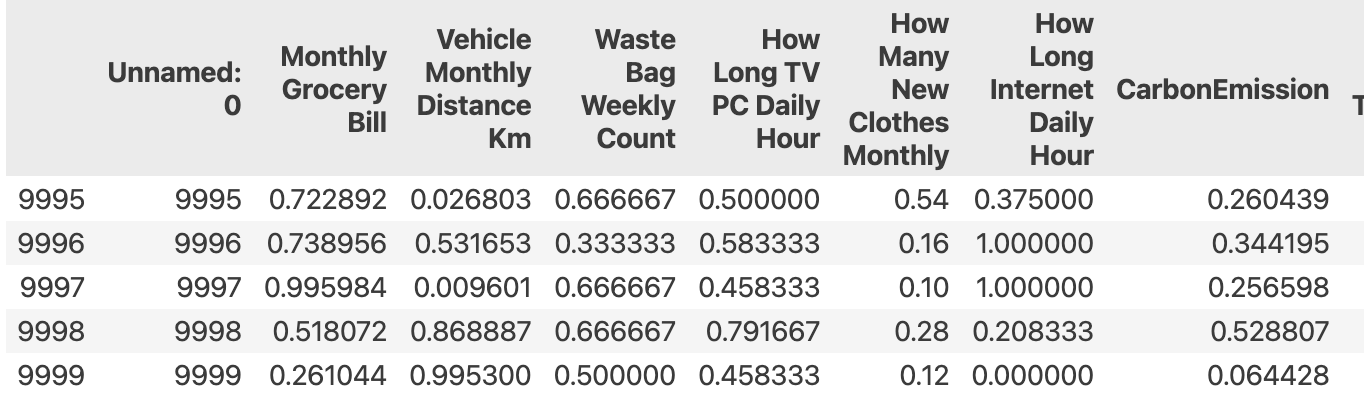 Unnamed: 0 Monthly Grocery Bill Vehicle Monthly Distance Km Waste Bag Weekly Count How Long TV PC Daily Hour How Many New Clothes Monthly How Long Internet Daily Hour CarbonEmission
9995 9995 0.722892 0.026803 0.666667 0.500000 0.54 0.375000 0.260439
9996 9996 0.738956 0.531653 0.333333 0.583333 0.16 1.000000 0.344195
9997 9997 0.995984 0.009601 0.666667 0.458333 0.10 1.000000 0.256598
9998 9998 0.518072 0.868887 0.666667 0.791667 0.28 0.208333 0.528807
9999 9999 0.261044 0.995300 0.500000 0.458333 0.12 0.000000 0.064428